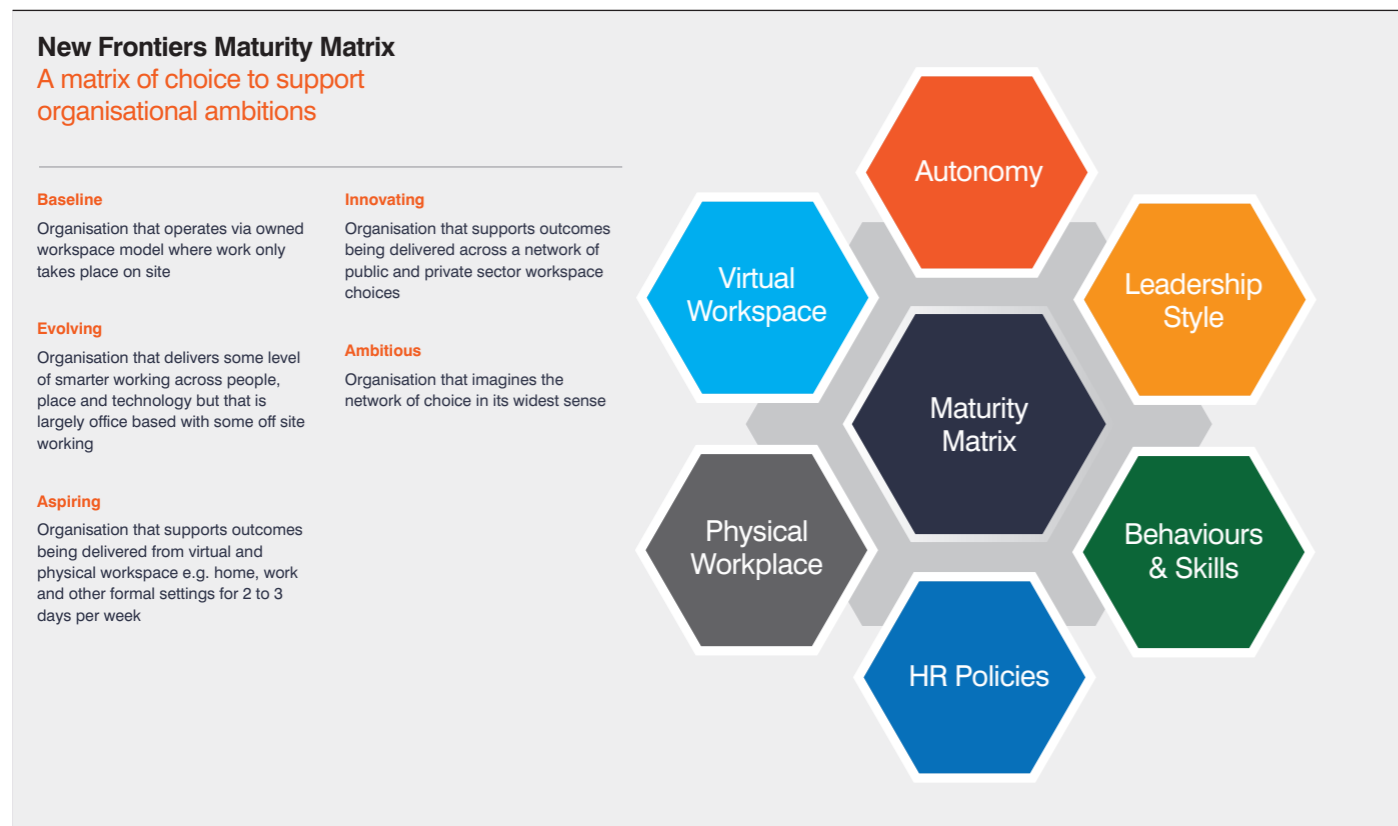 New Frontiers Maturity Matrix
A matrix of choice to support
organisational ambitions
Baseline
Organisation that operates via owned
workspace model where work only
takes place on site
Evolving
Organisation that delivers some level
of smarter working across people,
place and technology but that is
largely office based with some off site
working
Aspiring
Organisation that supports outcomes
being delivered from virtual and
physical workspace e.g. home, work
and other formal settings for 2 to 3
days per week
Innovating
Organisation that supports outcomes
being delivered across a network of
public and private sector workspace
choices
Ambitious
Organisation that imagines the
network of choice in its widest sense
Autonomy
Virtual
Workspace
Leadership
Style
Maturity
Matrix
Physical
Workplace
Behaviours
& Skills
HR Policies